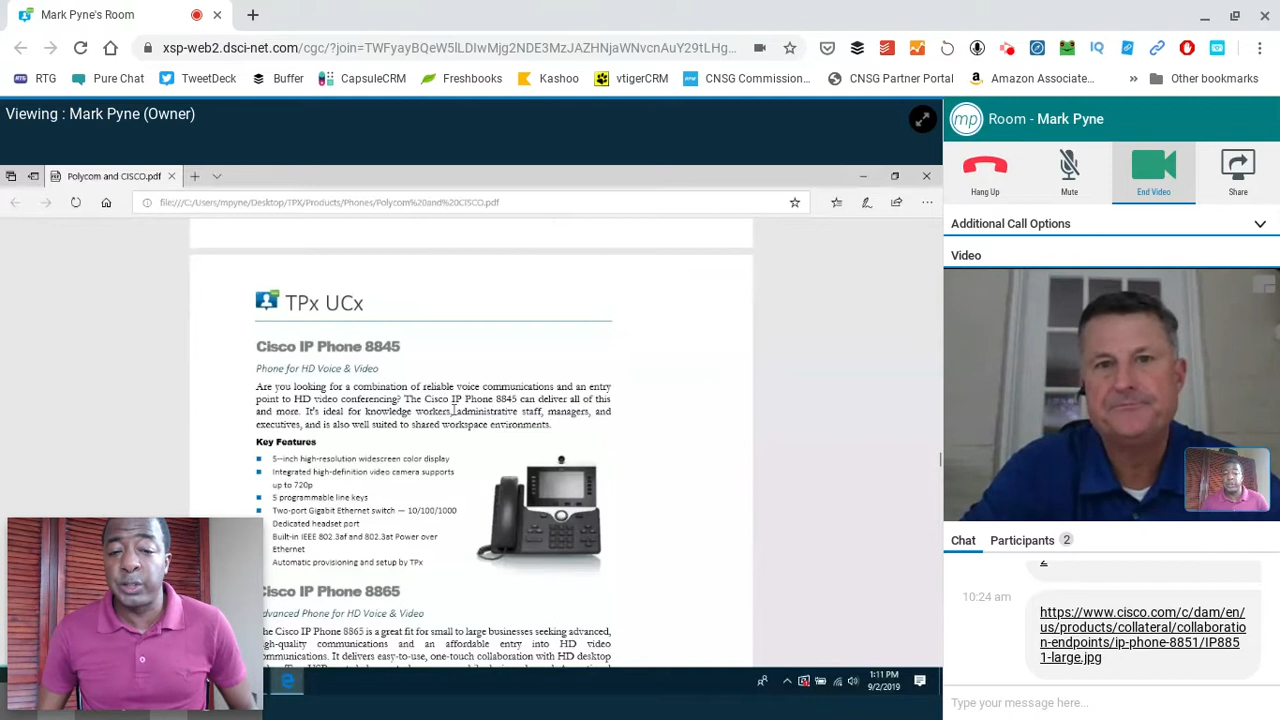 Mark Pyne's Room
xsp-web2.dsci-net.com/cgc/?join=TWFyayBQeW5lLDIwMjg2NDE3MzJAZHNjaWNvcnAuY29tLHg...
RTG Pure Chat TweetDeck Buffer CapsuleCRM Freshbooks Kashoo vtigerCRM CNSG Commission... CNSG Partner Portal Amazon Associate... » Other bookmarks
Viewing : Mark Pyne (Owner)
mp Room - Mark Pyne
Hang Up Mute End Video Share
Polycom and CISCO.pdf
file:///C:/Users/mpyne/Desktop/TPX/Products/Phones/Polycom%20and%20CISCO.pdf
Additional Call Options
Video
TPx UCx
Cisco IP Phone 8845
Phone for HD Voice & Video
Are you looking for a combination of reliable voice communications and an entry
point to HD video conferencing? The Cisco IP Phone 8845 can deliver all of this
and more. It's ideal for knowledge workers, administrative staff, managers, and
executives, and is also well suited to shared workspace environments.
Key Features
5--inch high-resolution widescreen color display
Integrated high-definition video camera supports
up to 720p
5 programmable line keys
Two-port Gigabit Ethernet switch — 10/100/1000
Dedicated headset port
Built-in IEEE 802.3af and 802.3at Power over
Ethernet
Automatic provisioning and setup by TPx
Cisco IP Phone 8865
Advanced Phone for HD Voice & Video
The Cisco IP Phone 8865 is a great fit for small to large businesses seeking advanced,
high-quality communications and an affordable entry into HD video
communications. It delivers easy-to-use, one-touch collaboration with HD desktop
1:11 PM
9/2/2019
Chat Participants 2
2
10:24 am
https://www.cisco.com/c/dam/en/
us/products/collateral/collaboratio
n-endpoints/ip-phone-8851/IP885
1-large.jpg
Type your message here...